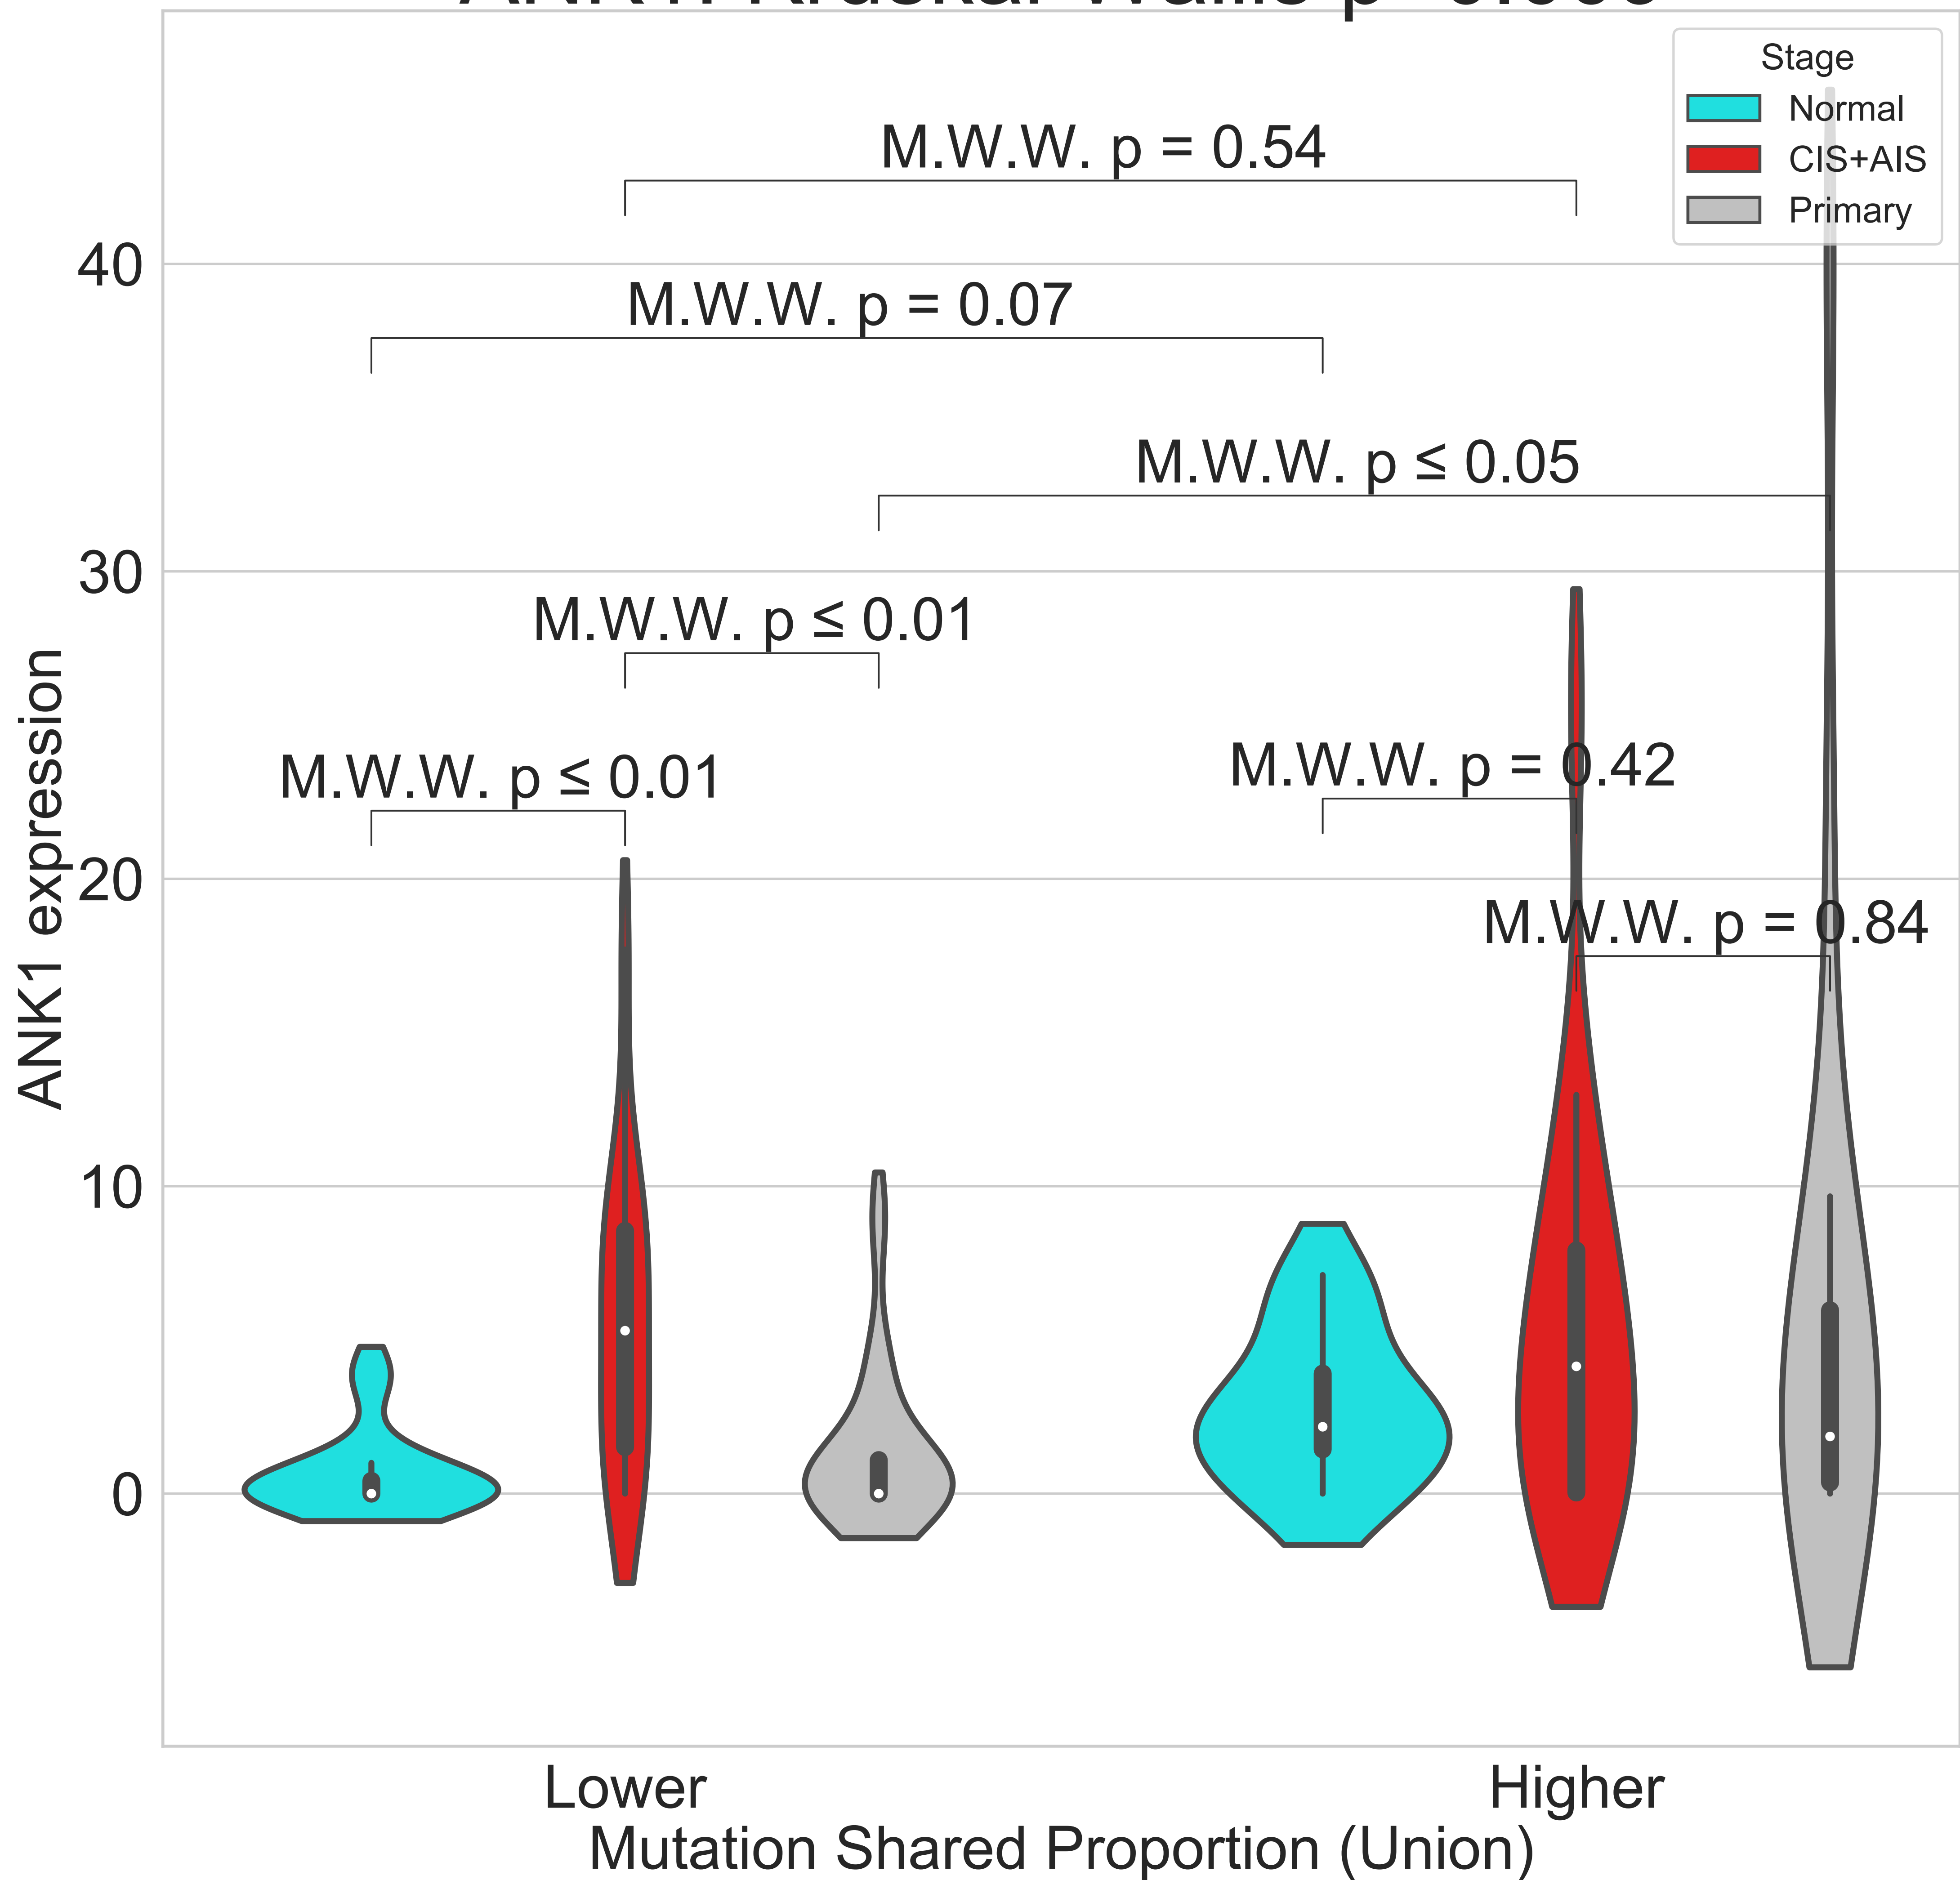 Stage
Normal
CIS+AIS
Primary
M.W.W. p = 0.54
40
M.W.W. p = 0.07
M.W.W. p ≤ 0.05
30
M.W.W. p ≤ 0.01
M.W.W. p ≤ 0.01
M.W.W. p = 0.42
20
M.W.W. p = 0.84
10
0
ANK1 expression
Lower
Higher
Mutation Shared Proportion (Union)